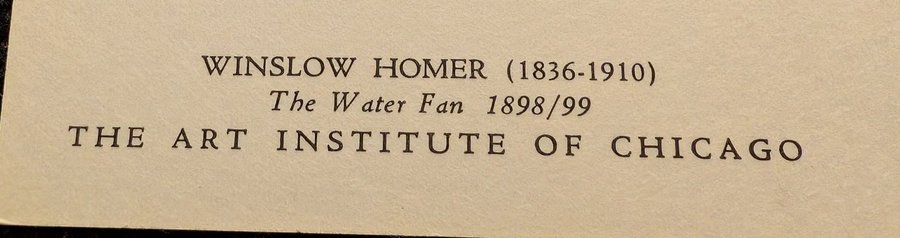 WINSLOW HOMER (1836-1910)
The Water Fan 1898/99
THE ART INSTITUTE OF CHICAGO